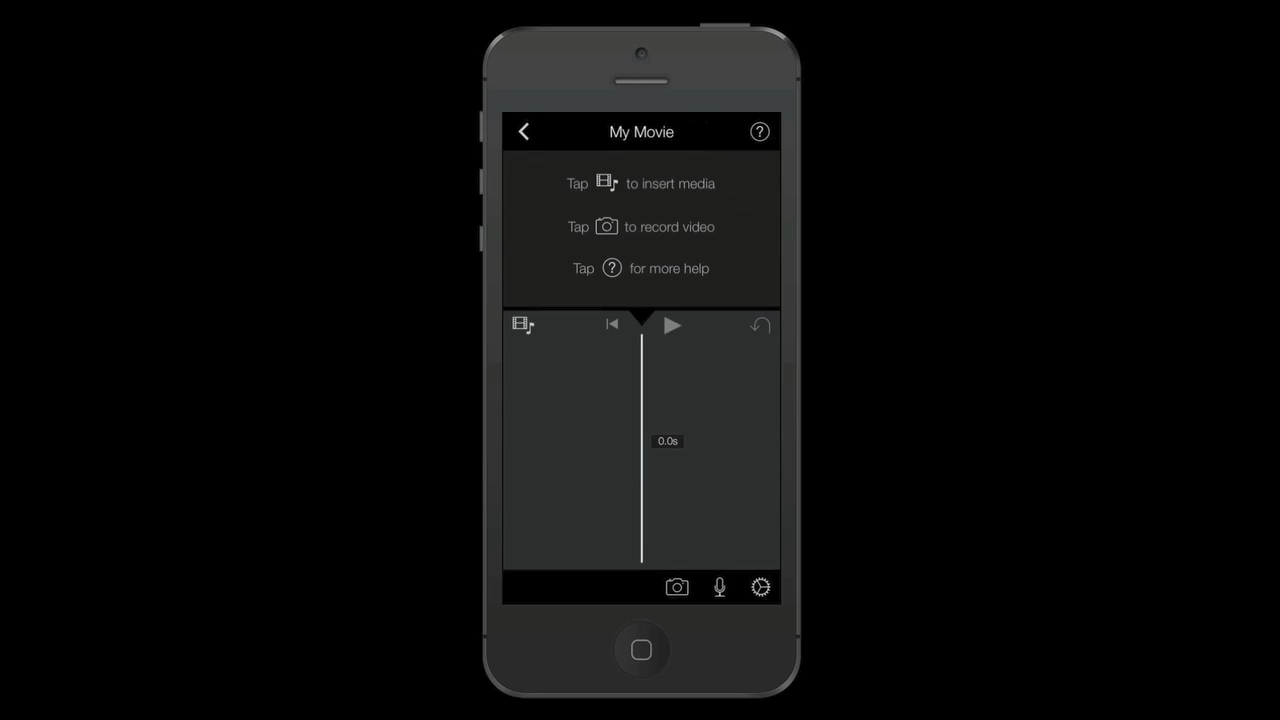 My Movie
Tap to insert media
Tap to record video
Tap ? for more help
0.0s